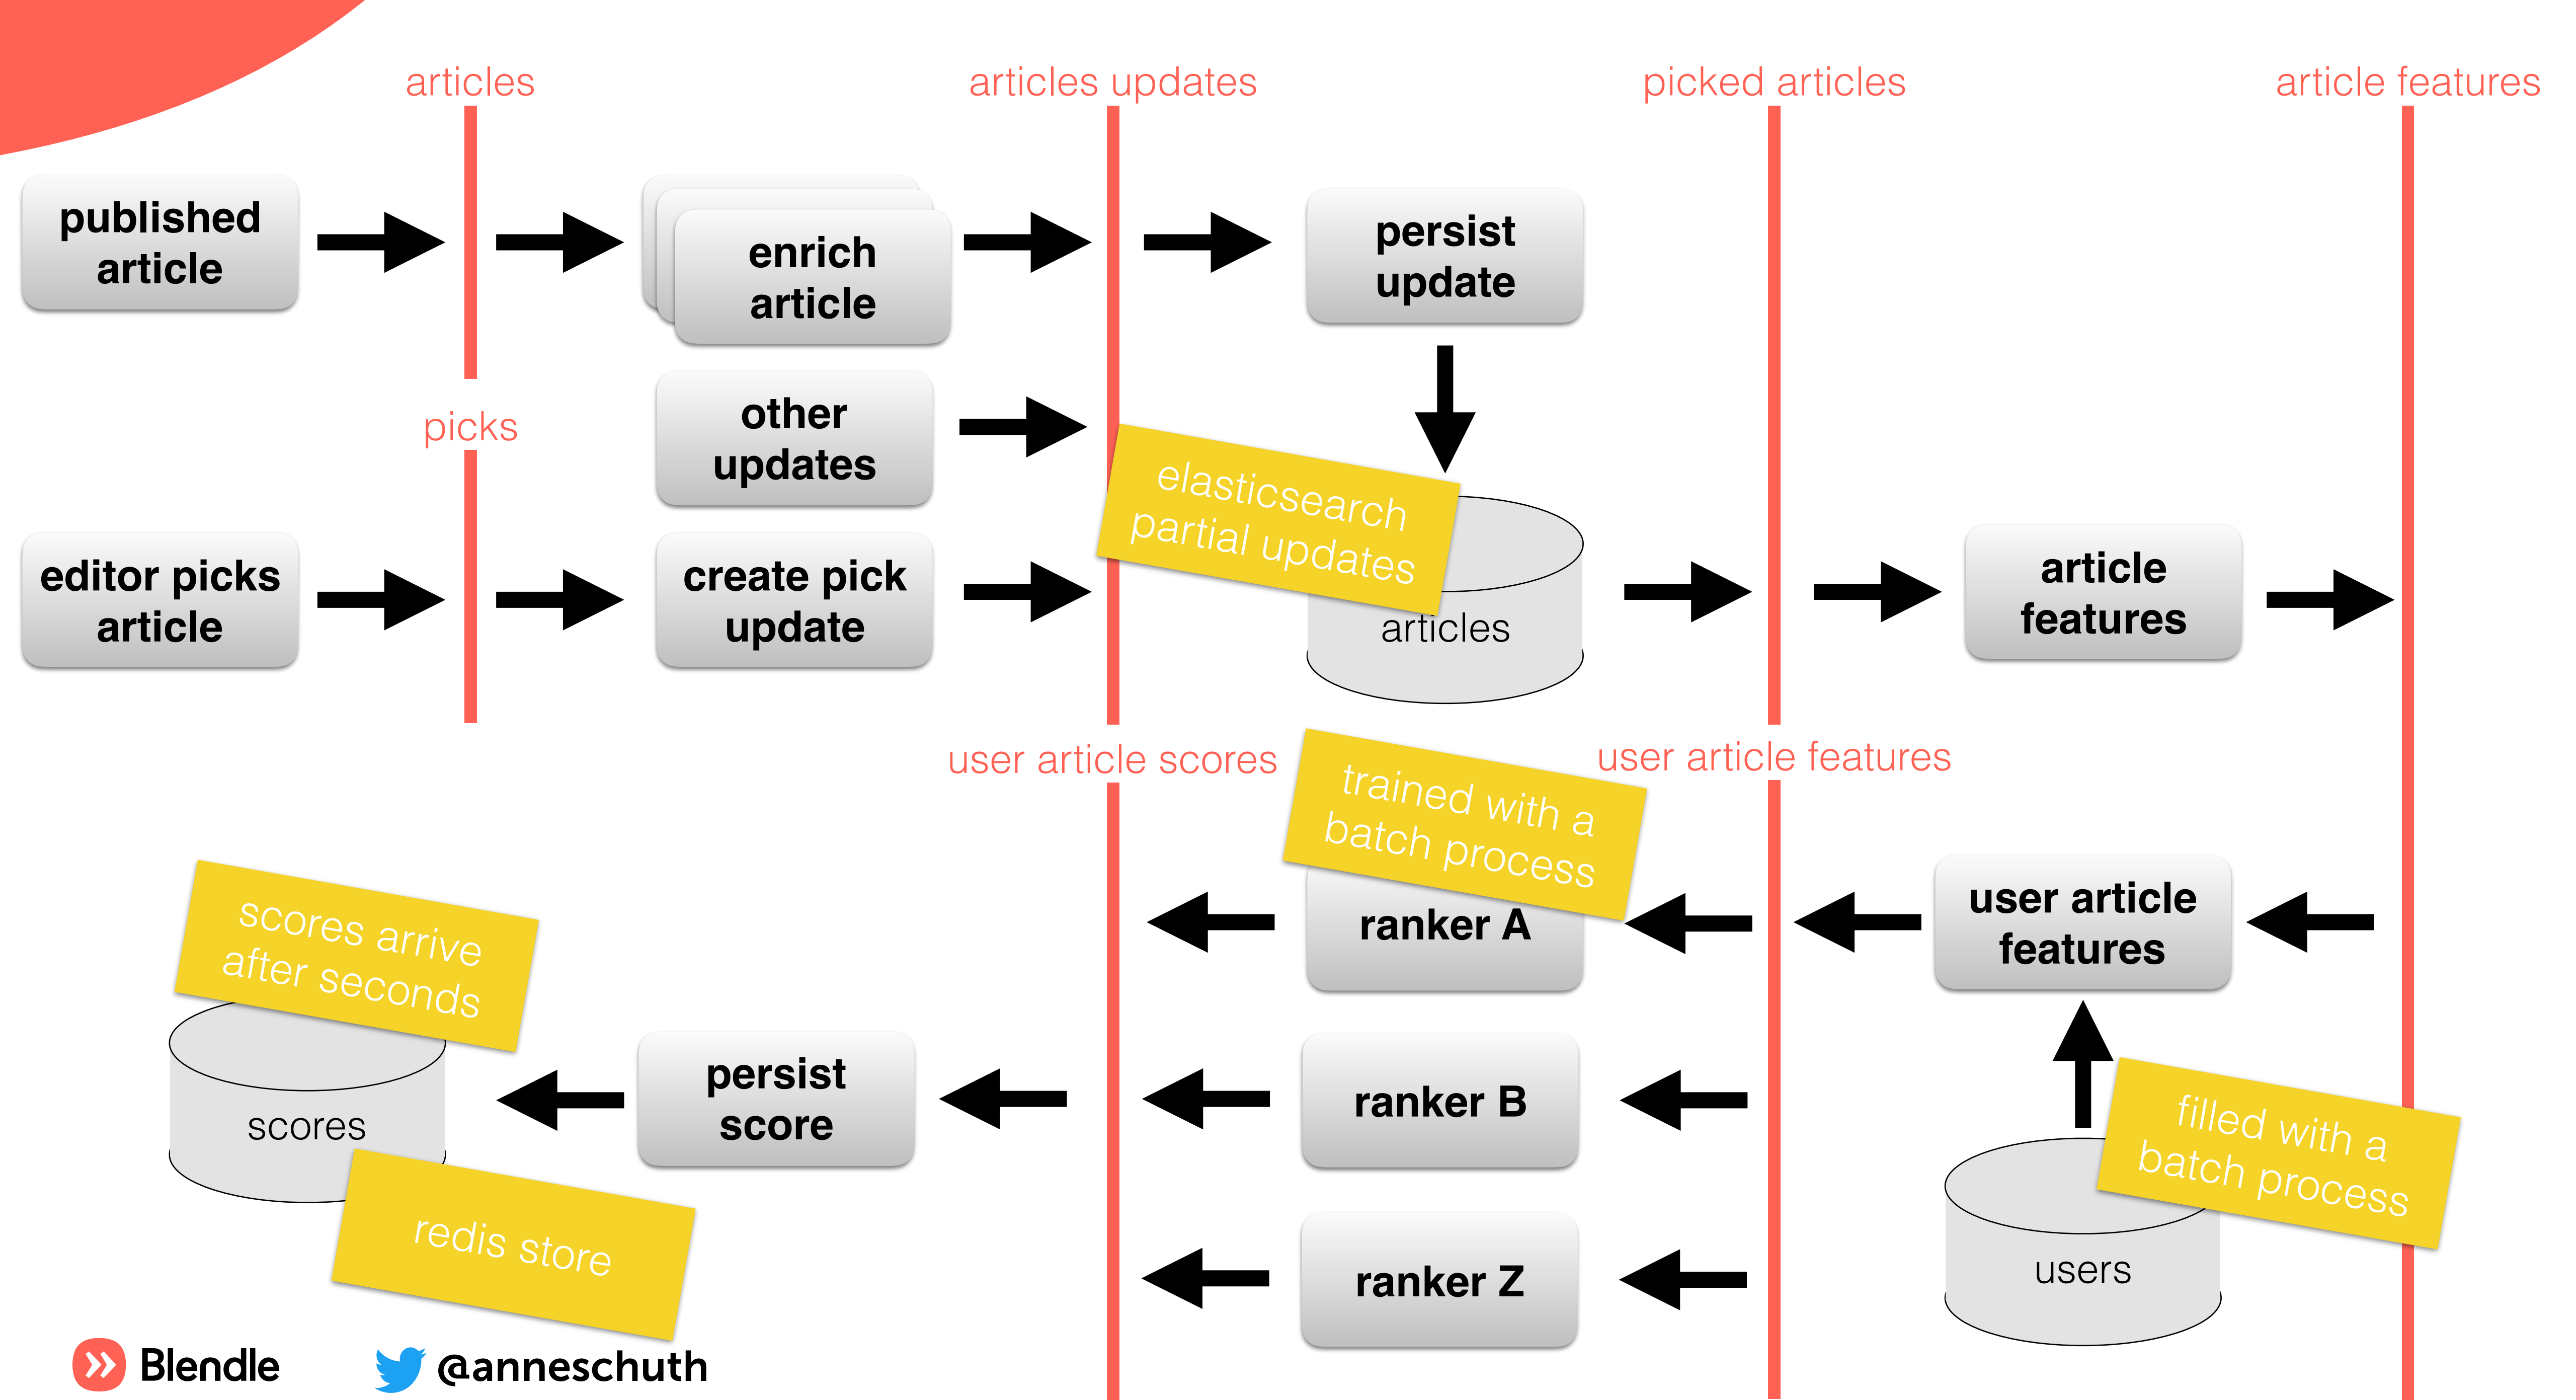 articles
articles updates
picked articles
article features
published
article
enrich
article
persist
update
picks
other
updates
elasticsearch
partial updates
editor picks
article
create pick
update
articles
article
features
user article scores
user article features
trained with a
batch process
scores arrive
after seconds
ranker A
user article
features
scores
persist
score
ranker B
filled with a
batch process
redis store
ranker Z
users
Blendle
@anneschuth